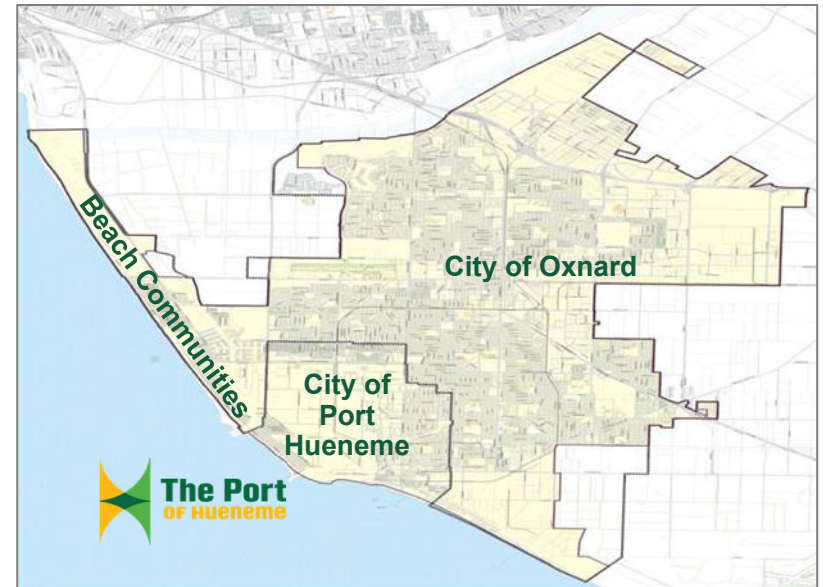 Beach Communities
City of Oxnard
City of
Port
Hueneme
The Port
OF HUENEME